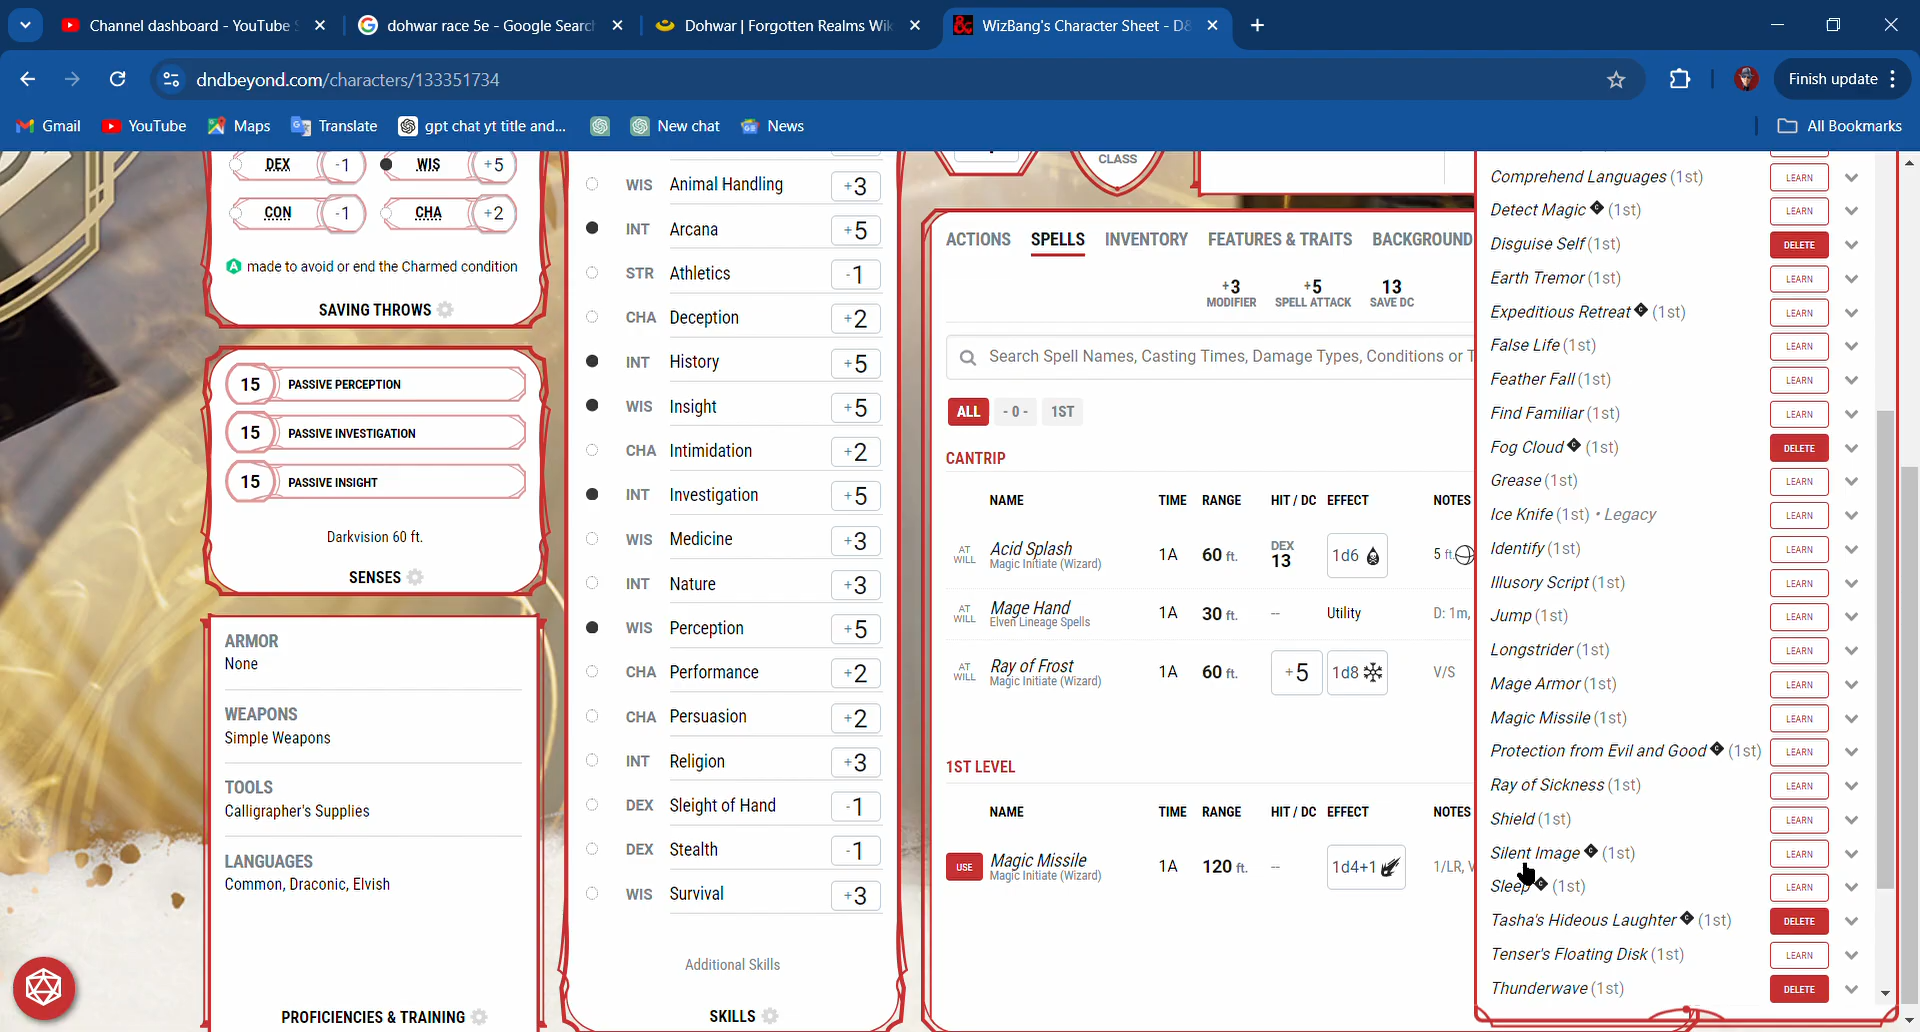 Channel dashboard - YouTube S
dohwar race 5e - Google Search
Dohwar | Forgotten Realms Wik
WizBang's Character Sheet - D&
dndbeyond.com/characters/133351734
Finish update
Gmail
YouTube
Maps
Translate
gpt chat yt title and...
New chat
News
All Bookmarks
DEX -1
WIS +5
CON -1
CHA +2
made to avoid or end the Charmed condition
SAVING THROWS
15 PASSIVE PERCEPTION
15 PASSIVE INVESTIGATION
15 PASSIVE INSIGHT
Darkvision 60 ft.
SENSES
ARMOR
None
WEAPONS
Simple Weapons
TOOLS
Calligrapher's Supplies
LANGUAGES
Common, Draconic, Elvish
PROFICIENCIES & TRAINING
WIS Animal Handling +3
INT Arcana +5
STR Athletics -1
CHA Deception +2
INT History +5
WIS Insight +5
CHA Intimidation +2
INT Investigation +5
WIS Medicine +3
INT Nature +3
WIS Perception +5
CHA Performance +2
CHA Persuasion +2
INT Religion +3
DEX Sleight of Hand -1
DEX Stealth -1
WIS Survival +3
Additional Skills
SKILLS
CLASS
ACTIONS SPELLS INVENTORY FEATURES & TRAITS BACKGROUND
+3 +5 13
MODIFIER SPELL ATTACK SAVE DC
Search Spell Names, Casting Times, Damage Types, Conditions or T
ALL - 0 - 1ST
CANTRIP
NAME TIME RANGE HIT / DC EFFECT NOTES
AT WILL Acid Splash 1A 60 ft. DEX 13 1d6 5 ft.
Magic Initiate (Wizard)
AT WILL Mage Hand 1A 30 ft. -- Utility D: 1m,
Elven Lineage Spells
AT WILL Ray of Frost 1A 60 ft. +5 1d8 V/S
Magic Initiate (Wizard)
1ST LEVEL
NAME TIME RANGE HIT / DC EFFECT NOTES
USE Magic Missile 1A 120 ft. -- 1d4+1 1/LR, V
Magic Initiate (Wizard)
Comprehend Languages (1st) LEARN
Detect Magic (1st) LEARN
Disguise Self (1st) DELETE
Earth Tremor (1st) LEARN
Expeditious Retreat (1st) LEARN
False Life (1st) LEARN
Feather Fall (1st) LEARN
Find Familiar (1st) LEARN
Fog Cloud (1st) DELETE
Grease (1st) LEARN
Ice Knife (1st) • Legacy LEARN
Identify (1st) LEARN
Illusory Script (1st) LEARN
Jump (1st) LEARN
Longstrider (1st) LEARN
Mage Armor (1st) LEARN
Magic Missile (1st) LEARN
Protection from Evil and Good (1st) LEARN
Ray of Sickness (1st) LEARN
Shield (1st) LEARN
Silent Image (1st) LEARN
Sleep (1st) LEARN
Tasha's Hideous Laughter (1st) DELETE
Tenser's Floating Disk (1st) LEARN
Thunderwave (1st) DELETE